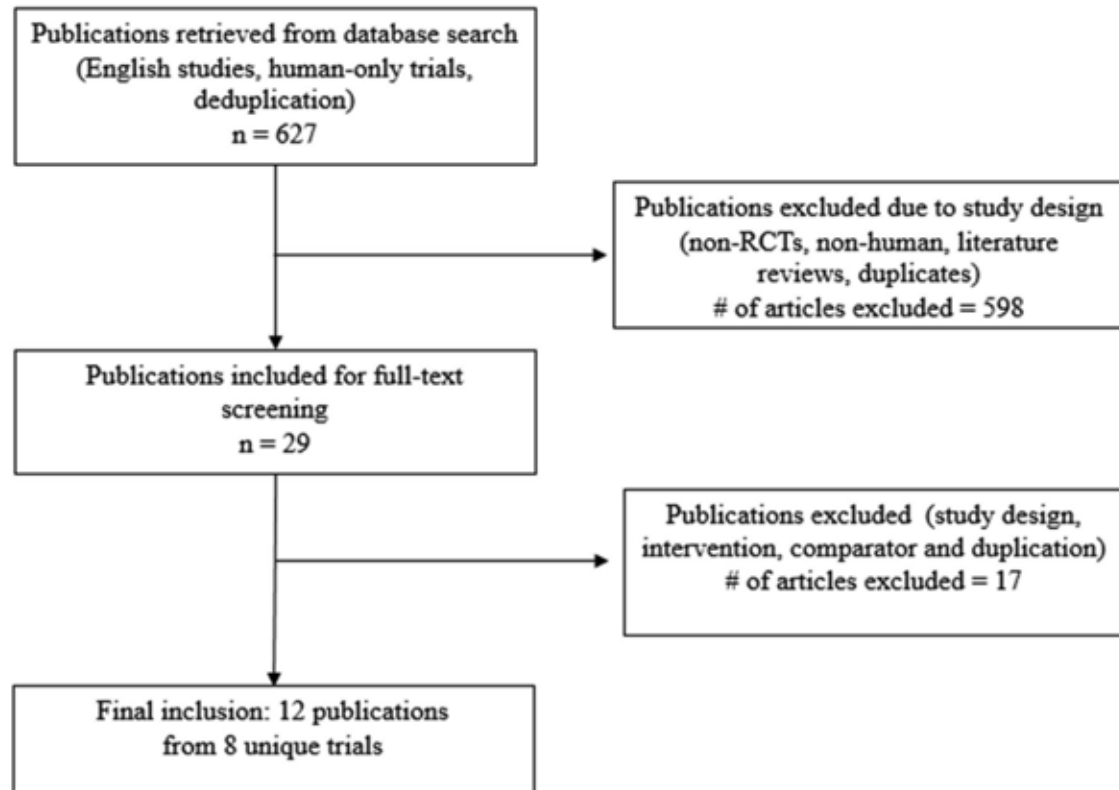 Publications retrieved from database search
(English studies, human-only trials,
deduplication)
n = 627
Publications excluded due to study design
(non-RCTs, non-human, literature
reviews, duplicates)
# of articles excluded = 598
Publications included for full-text
screening
n = 29
Publications excluded (study design,
intervention, comparator and duplication)
# of articles excluded = 17
Final inclusion: 12 publications
from 8 unique trials